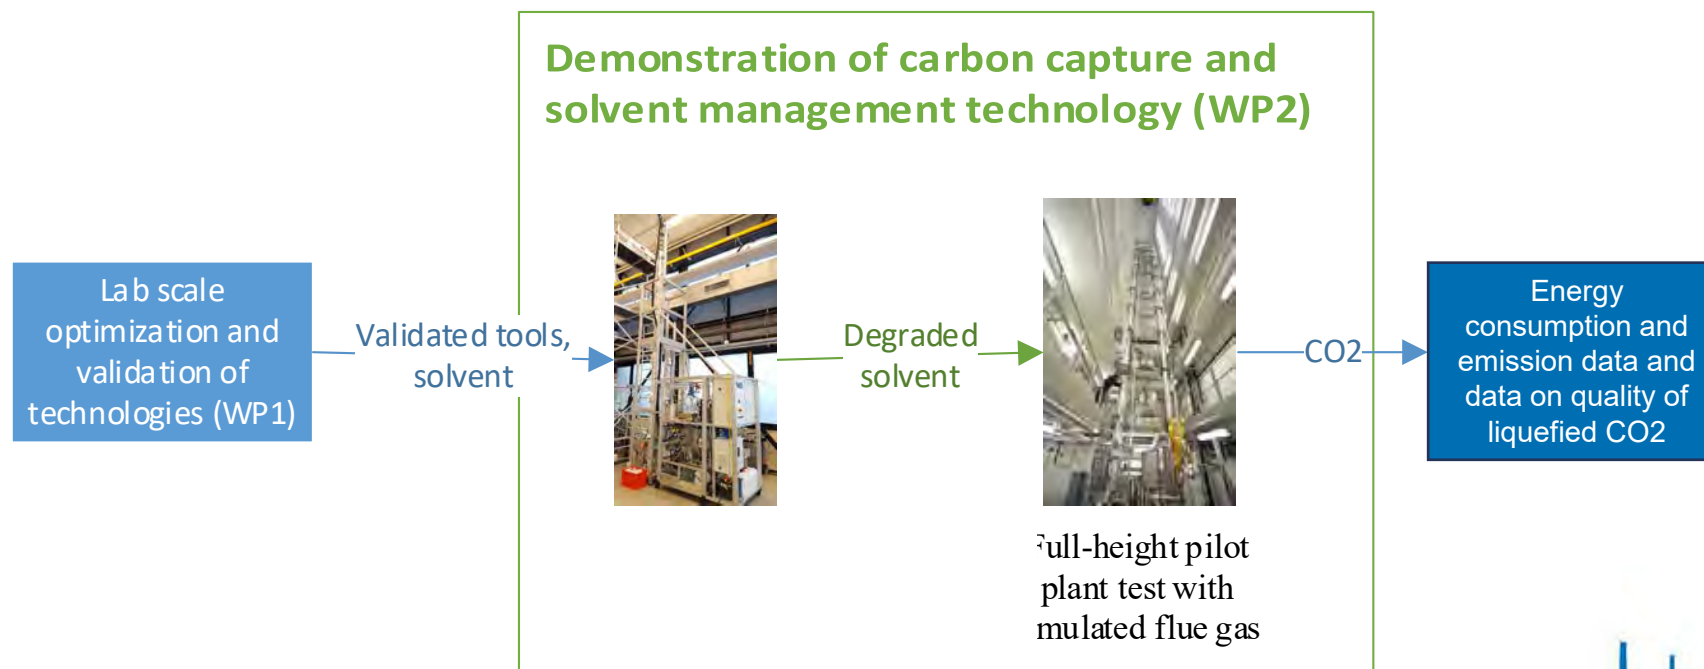 Demonstration of carbon capture and
solvent management technology (WP2)
Lab scale
optimization and
validation of
technologies (WP1)
Validated tools,
solvent
Degraded
solvent
CO2
Energy
consumption and
emission data and
data on quality of
liquefied CO2
Full-height pilot
plant test with
mulated flue gas